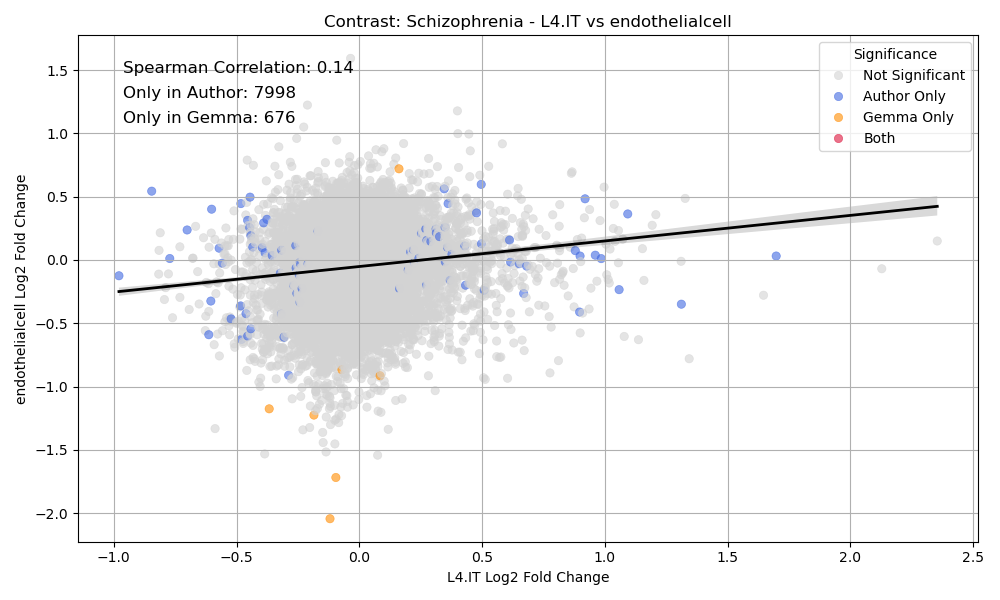 Contrast: Schizophrenia - L4.IT vs endothelialcell
Spearman Correlation: 0.14
Only in Author: 7998
Only in Gemma: 676
Significance
Not Significant
Author Only
Gemma Only
Both
endothelialcell Log2 Fold Change
1.5
1.0
0.5
0.0
−0.5
−1.0
−1.5
−2.0
−1.0 −0.5 0.0 0.5 1.0 1.5 2.0 2.5
L4.IT Log2 Fold Change